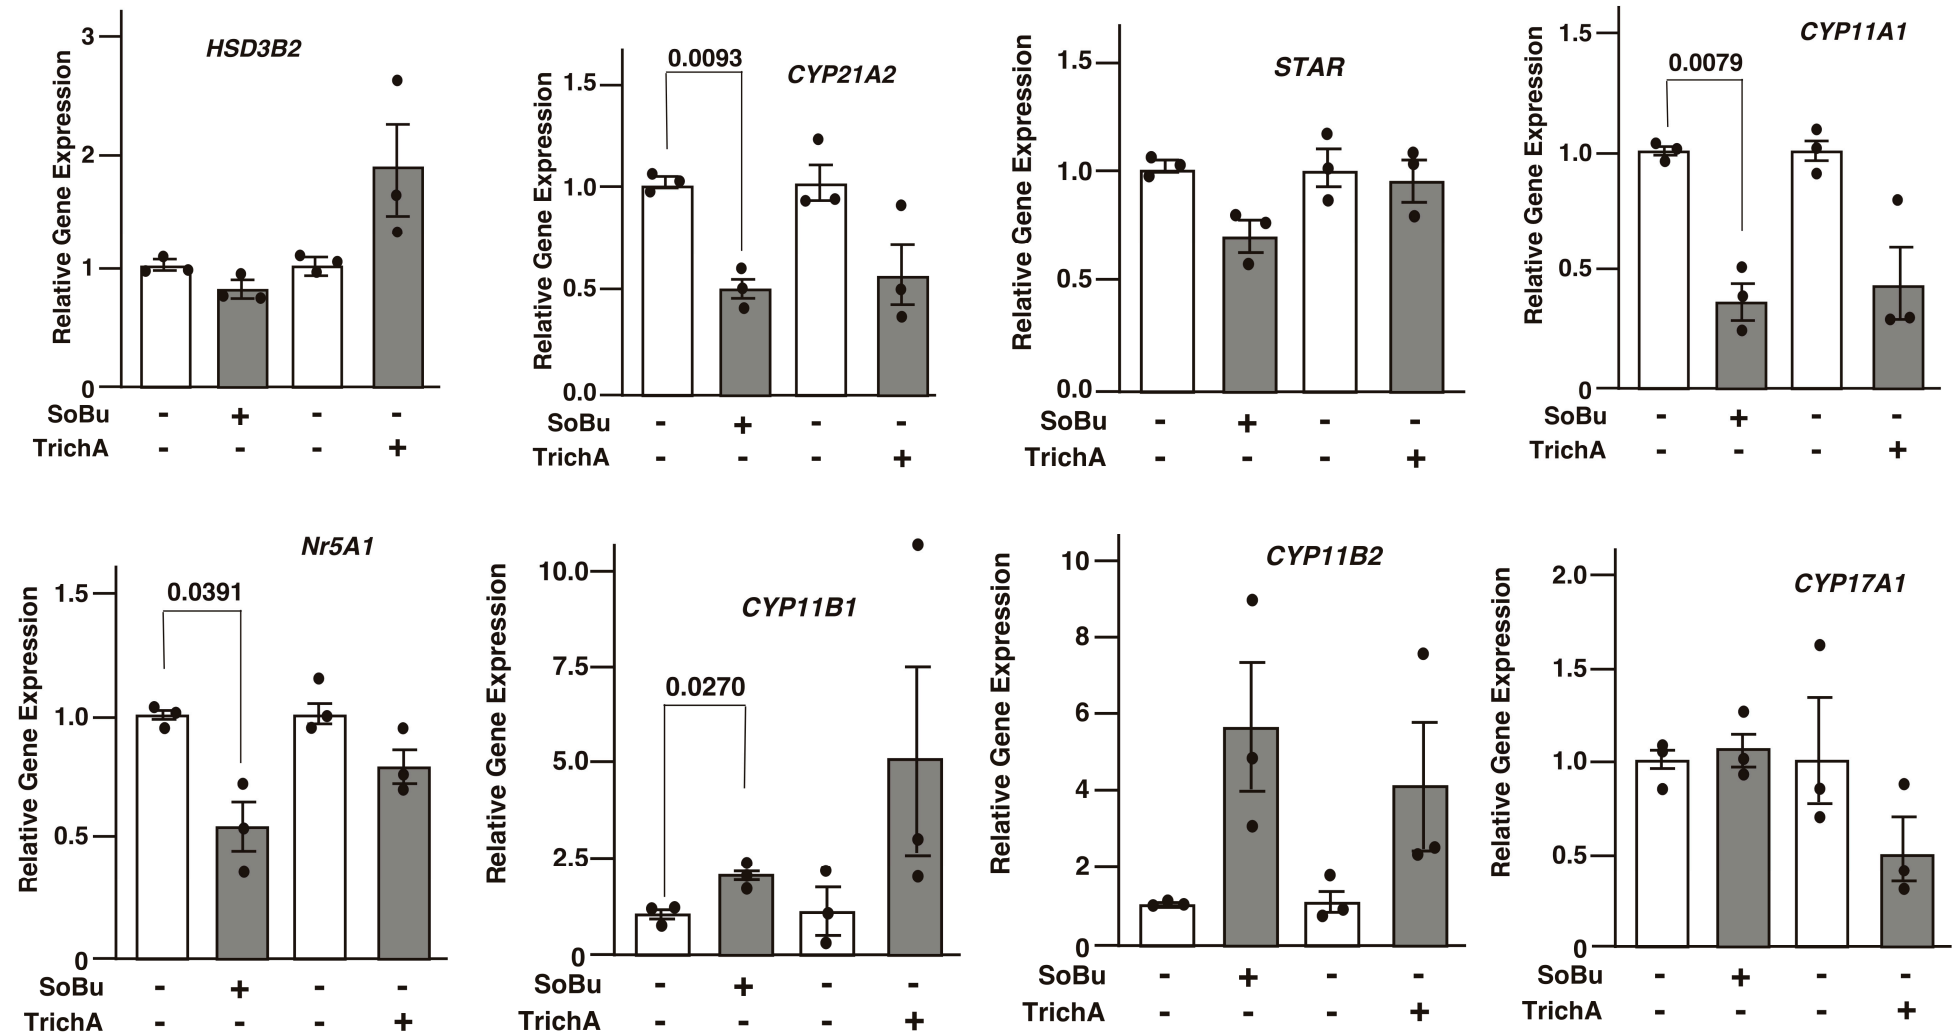 HSD3B2
Relative Gene Expression
3
2
1
0
SoBu - + - -
TrichA - - - +
CYP21A2
0.0093
Relative Gene Expression
1.5
1.0
0.5
0.0
SoBu - + - -
TrichA - - - +
STAR
Relative Gene Expression
1.5
1.0
0.5
0.0
SoBu - + - -
TrichA - - - +
CYP11A1
0.0079
Relative Gene Expression
1.5
1.0
0.5
0
SoBu - + - -
TrichA - - - +
Nr5A1
0.0391
Relative Gene Expression
1.5
1.0
0.5
0
SoBu - + - -
TrichA - - - +
CYP11B1
0.0270
Relative Gene Expression
10.0
7.5
5.0
2.5
0
SoBu - + - -
TrichA - - - +
CYP11B2
Relative Gene Expression
10
8
6
4
2
0
SoBu - + - -
TrichA - - - +
CYP17A1
Relative Gene Expression
2.0
1.5
1.0
0.5
0
SoBu - + - -
TrichA - - - +